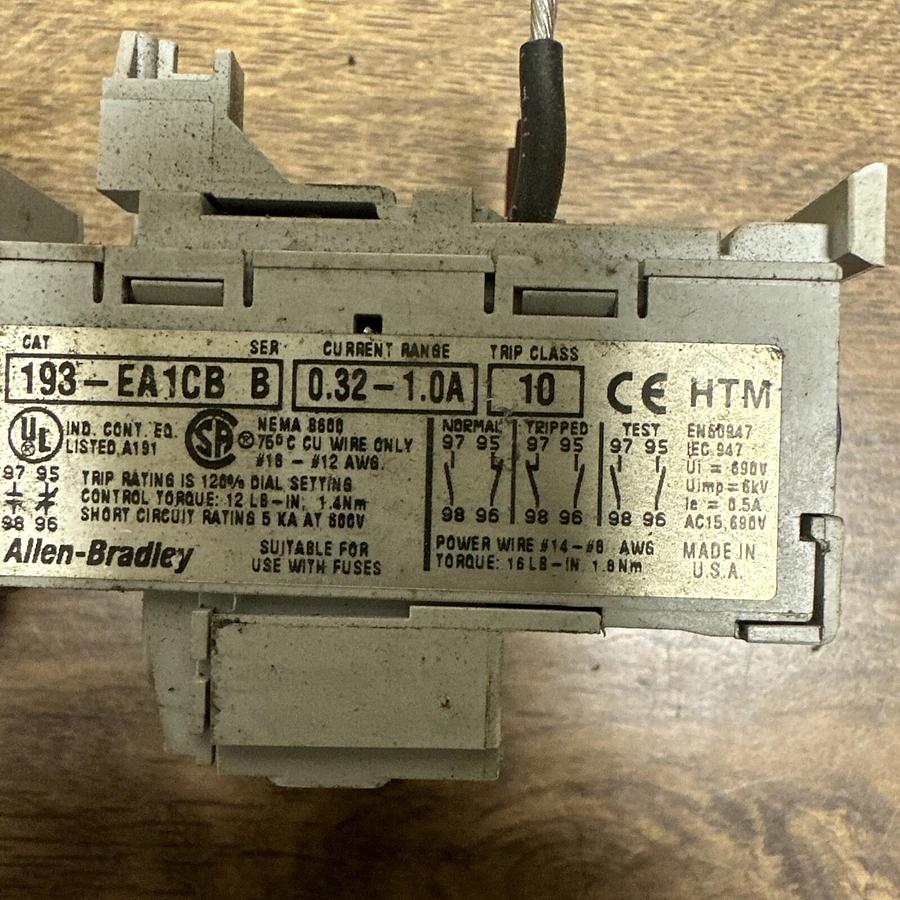 CAT SER CURRENT RANGE TRIP CLASS
193-EA1CB B 0.32-1.0A 10 CE HTM
UL IND. CONT. EQ.
LISTED A191
SA ® NEMA B600
75°C CU WIRE ONLY
#18 - #12 AWG.
97 95
98 96
TRIP RATING IS 120% DIAL SETTING
CONTROL TORQUE: 12 LB-IN, 1.4Nm
SHORT CIRCUIT RATING 5 KA AT 600V
Allen-Bradley
SUITABLE FOR
USE WITH FUSES
NORMAL TRIPPED TEST
97 95 97 95 97 95
98 96 98 96 98 96
POWER WIRE #14-#8 AWG
TORQUE: 16 LB-IN 1.8Nm
EN60947
IEC 947
Ui = 690V
Uimp = 6kV
Ie = 0.5A
AC15,690V
MADE IN
U.S.A.